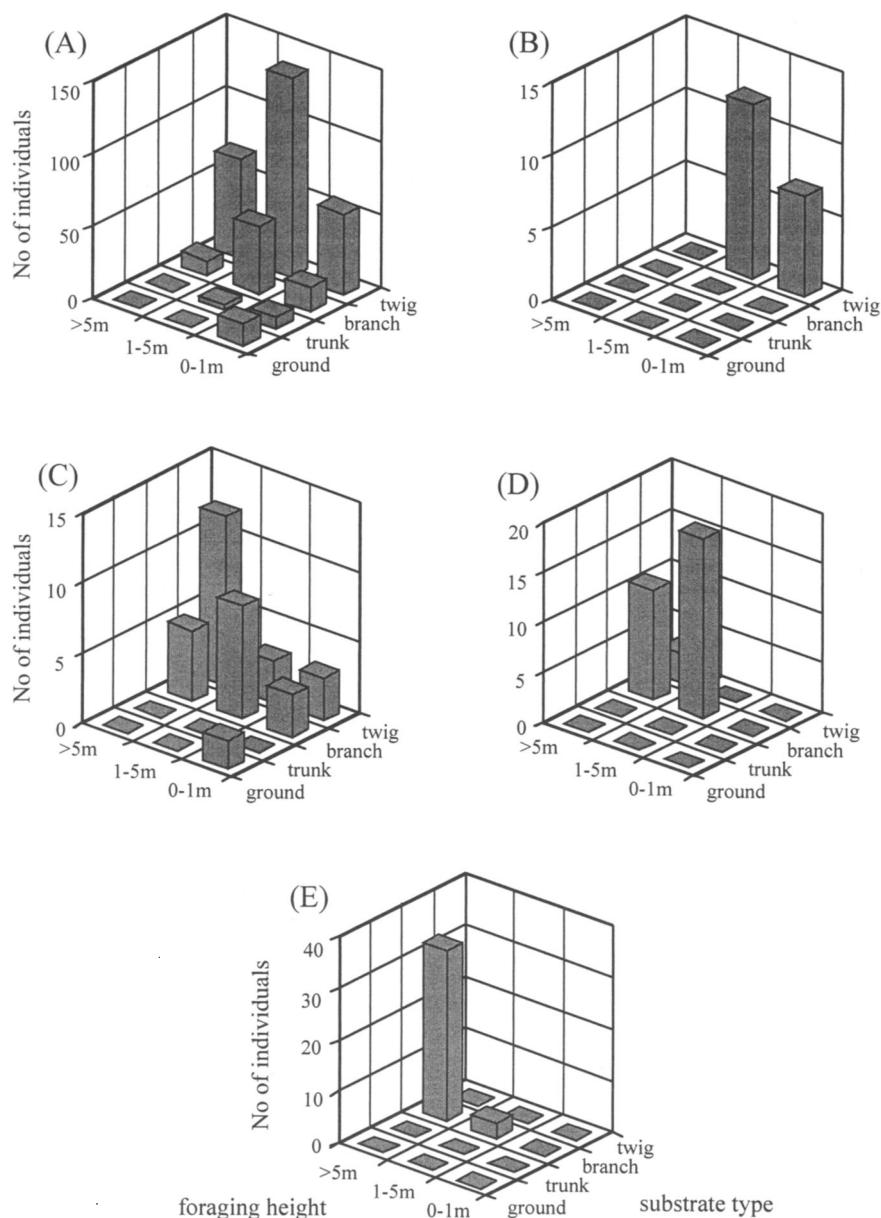 (A)
No of individuals
150
100
50
0
>5m
1-5m
0-1m
ground
trunk
branch
twig
(B)
15
10
5
0
>5m
1-5m
0-1m
ground
trunk
branch
twig
(C)
No of individuals
15
10
5
0
>5m
1-5m
0-1m
ground
trunk
branch
twig
(D)
20
15
10
5
0
>5m
1-5m
0-1m
ground
trunk
branch
twig
(E)
No of individuals
40
30
20
10
0
>5m
1-5m
0-1m
ground
trunk
branch
twig
foraging height
substrate type